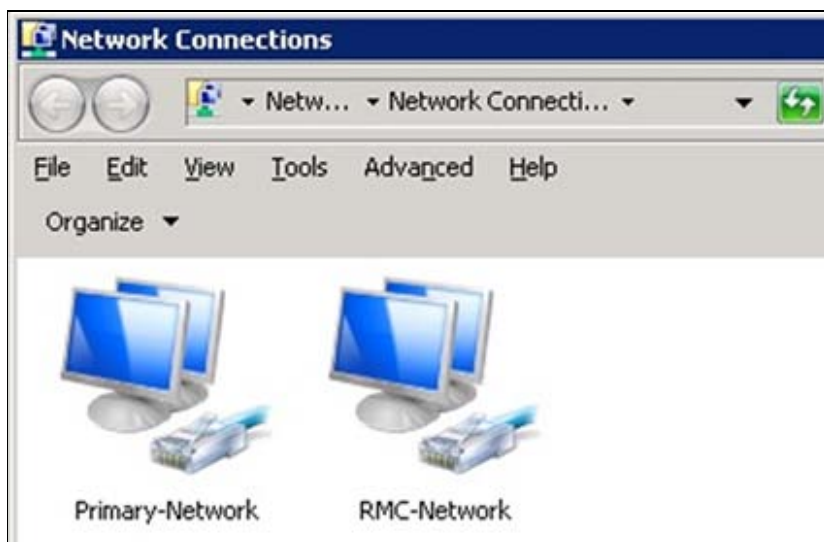 Network Connections
Netw... Network Connecti...
File Edit View Tools Advanced Help
Organize
Primary-Network RMC-Network